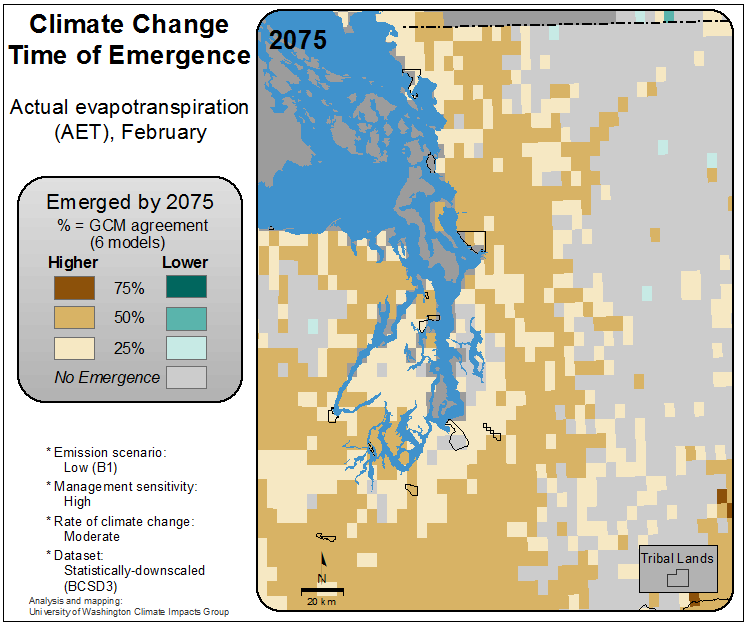 Climate Change
Time of Emergence
Actual evapotranspiration
(AET), February
Emerged by 2075
% = GCM agreement
(6 models)
Higher Lower
75%
50%
25%
No Emergence
* Emission scenario:
Low (B1)
* Management sensitivity:
High
* Rate of climate change:
Moderate
* Dataset:
Statistically-downscaled
(BCSD3)
Analysis and mapping:
University of Washington Climate Impacts Group
2075
N
20 km
Tribal Lands